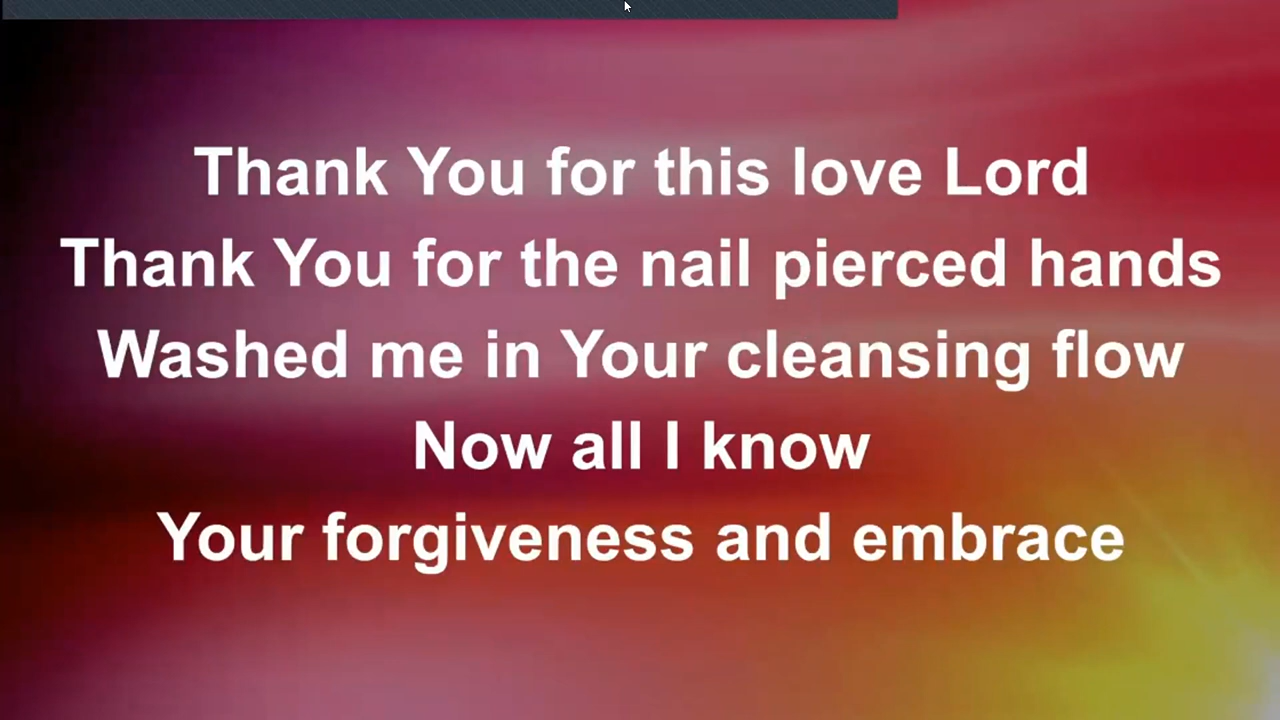 Thank You for this love Lord
Thank You for the nail pierced hands
Washed me in Your cleansing flow
Now all I know
Your forgiveness and embrace